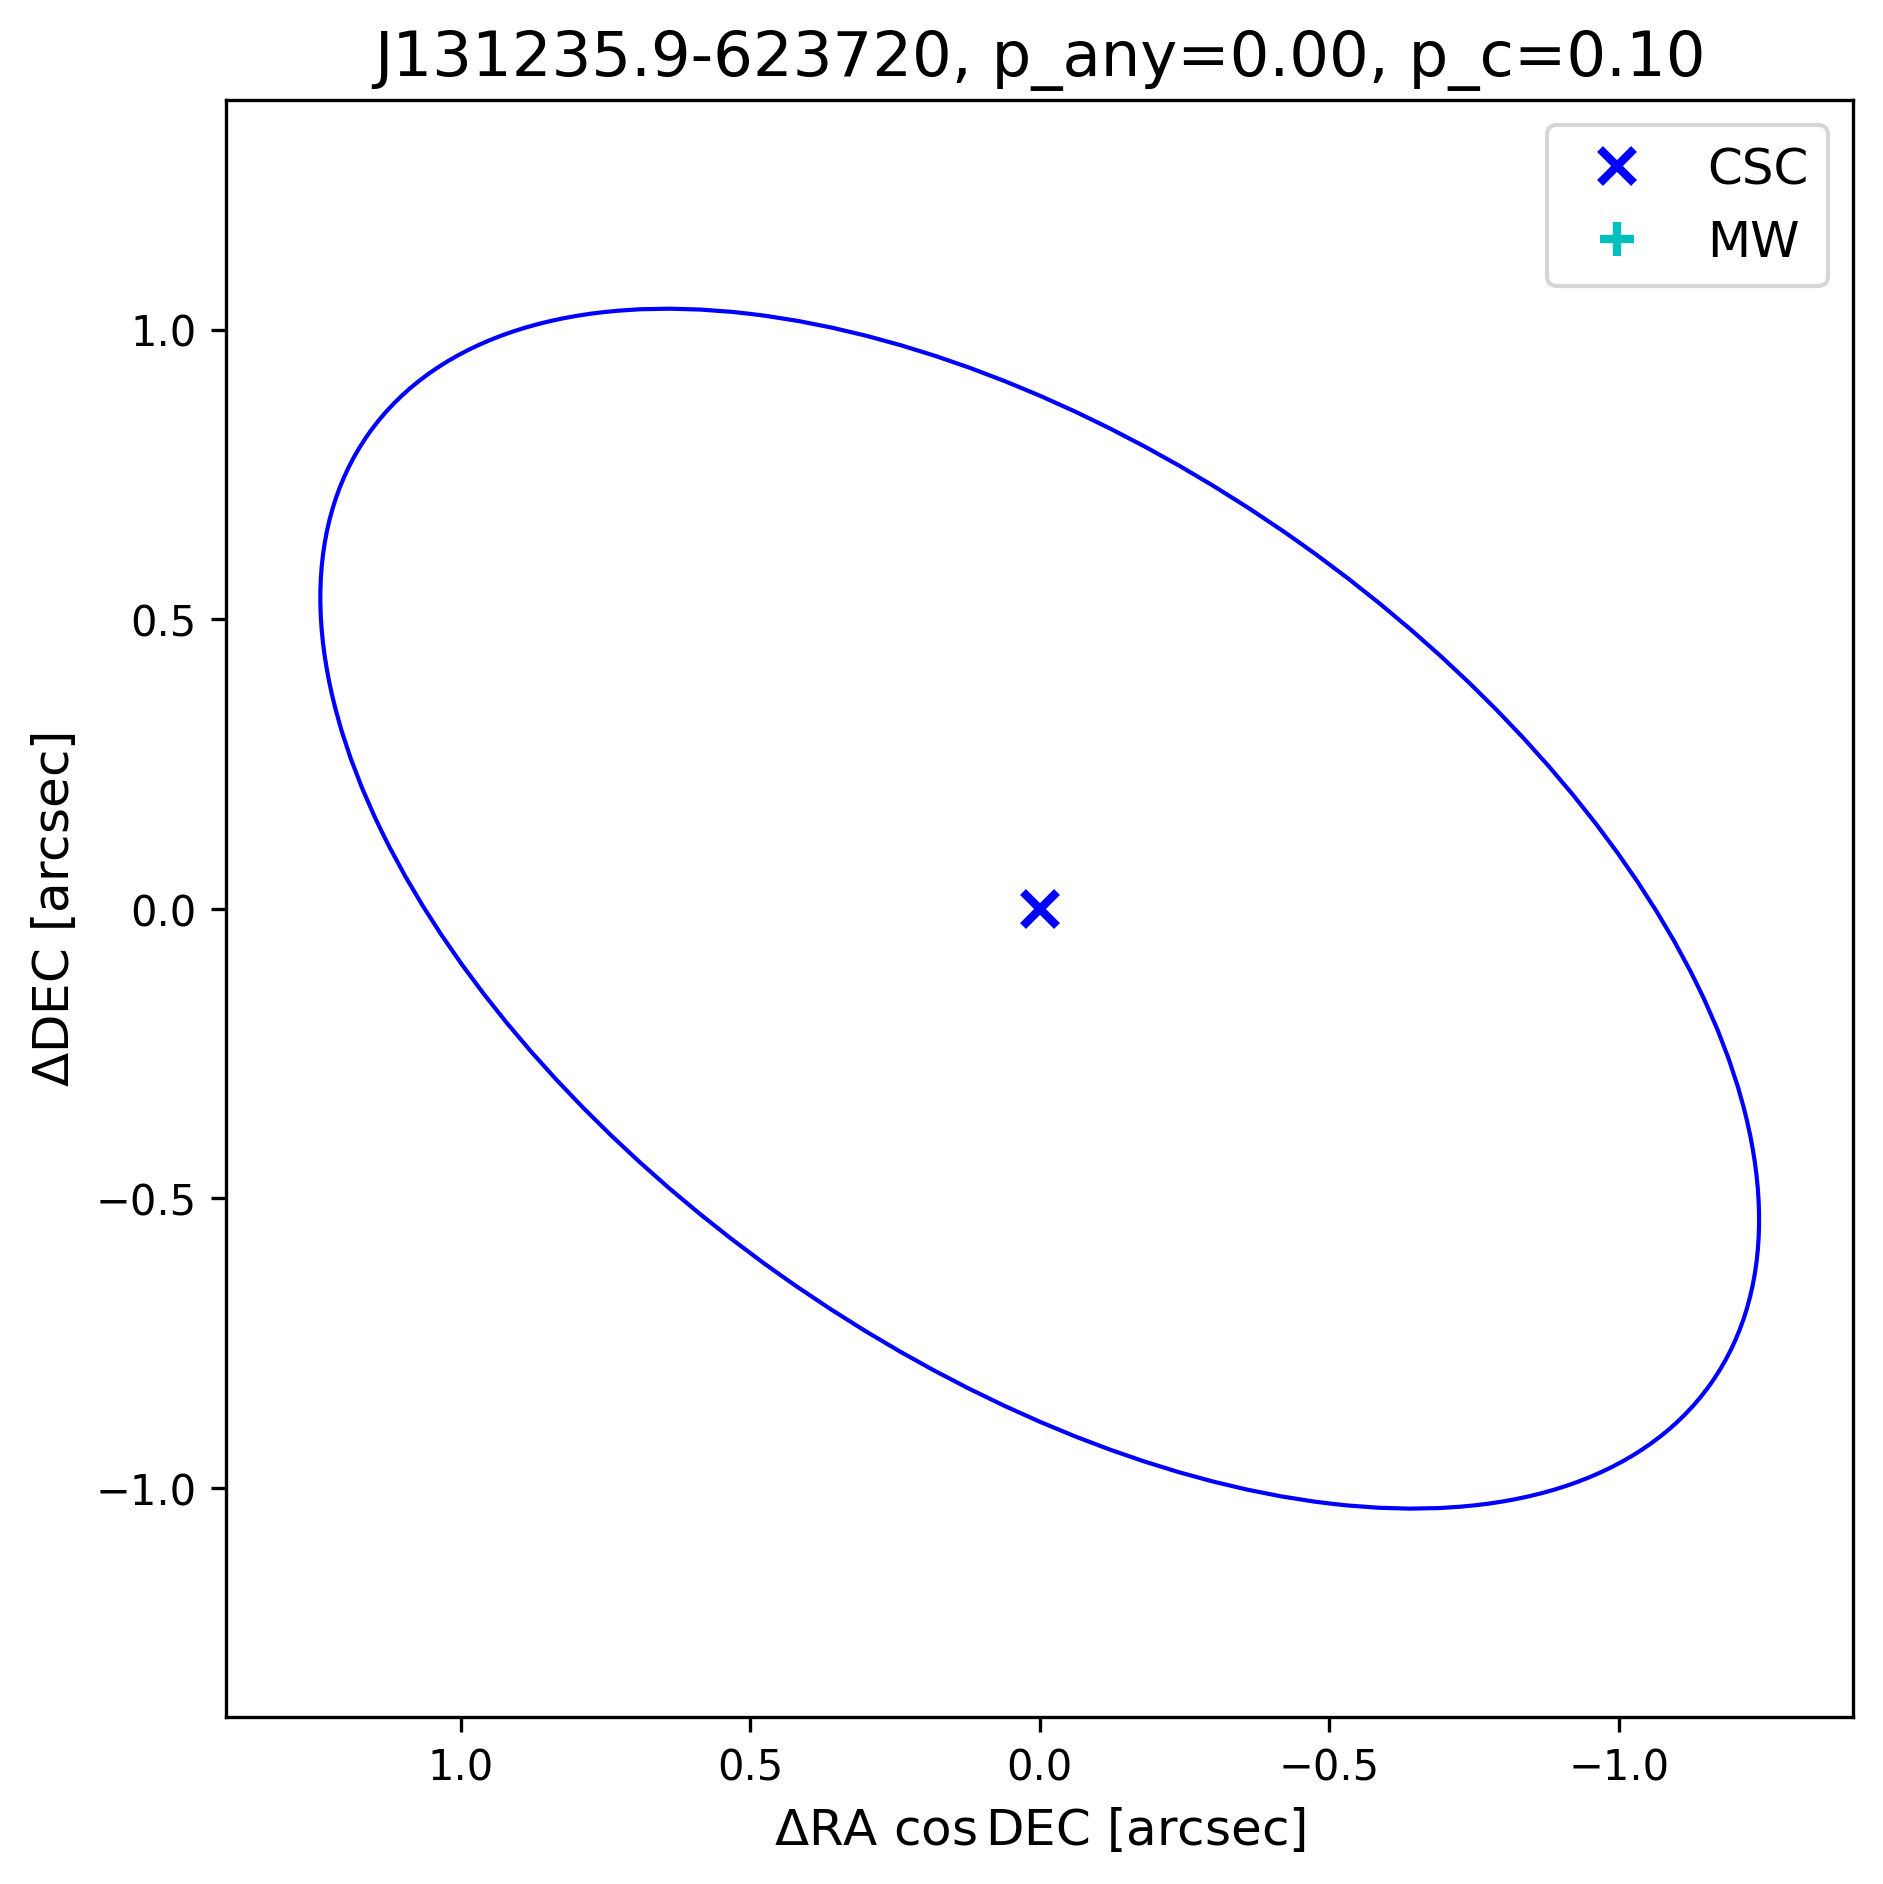 J131235.9-623720, p_any=0.00, p_c=0.10
CSC
MW
1.0
0.5
0.0
−0.5
−1.0
ΔDEC [arcsec]
1.0 0.5 0.0 −0.5 −1.0
ΔRA cos DEC [arcsec]